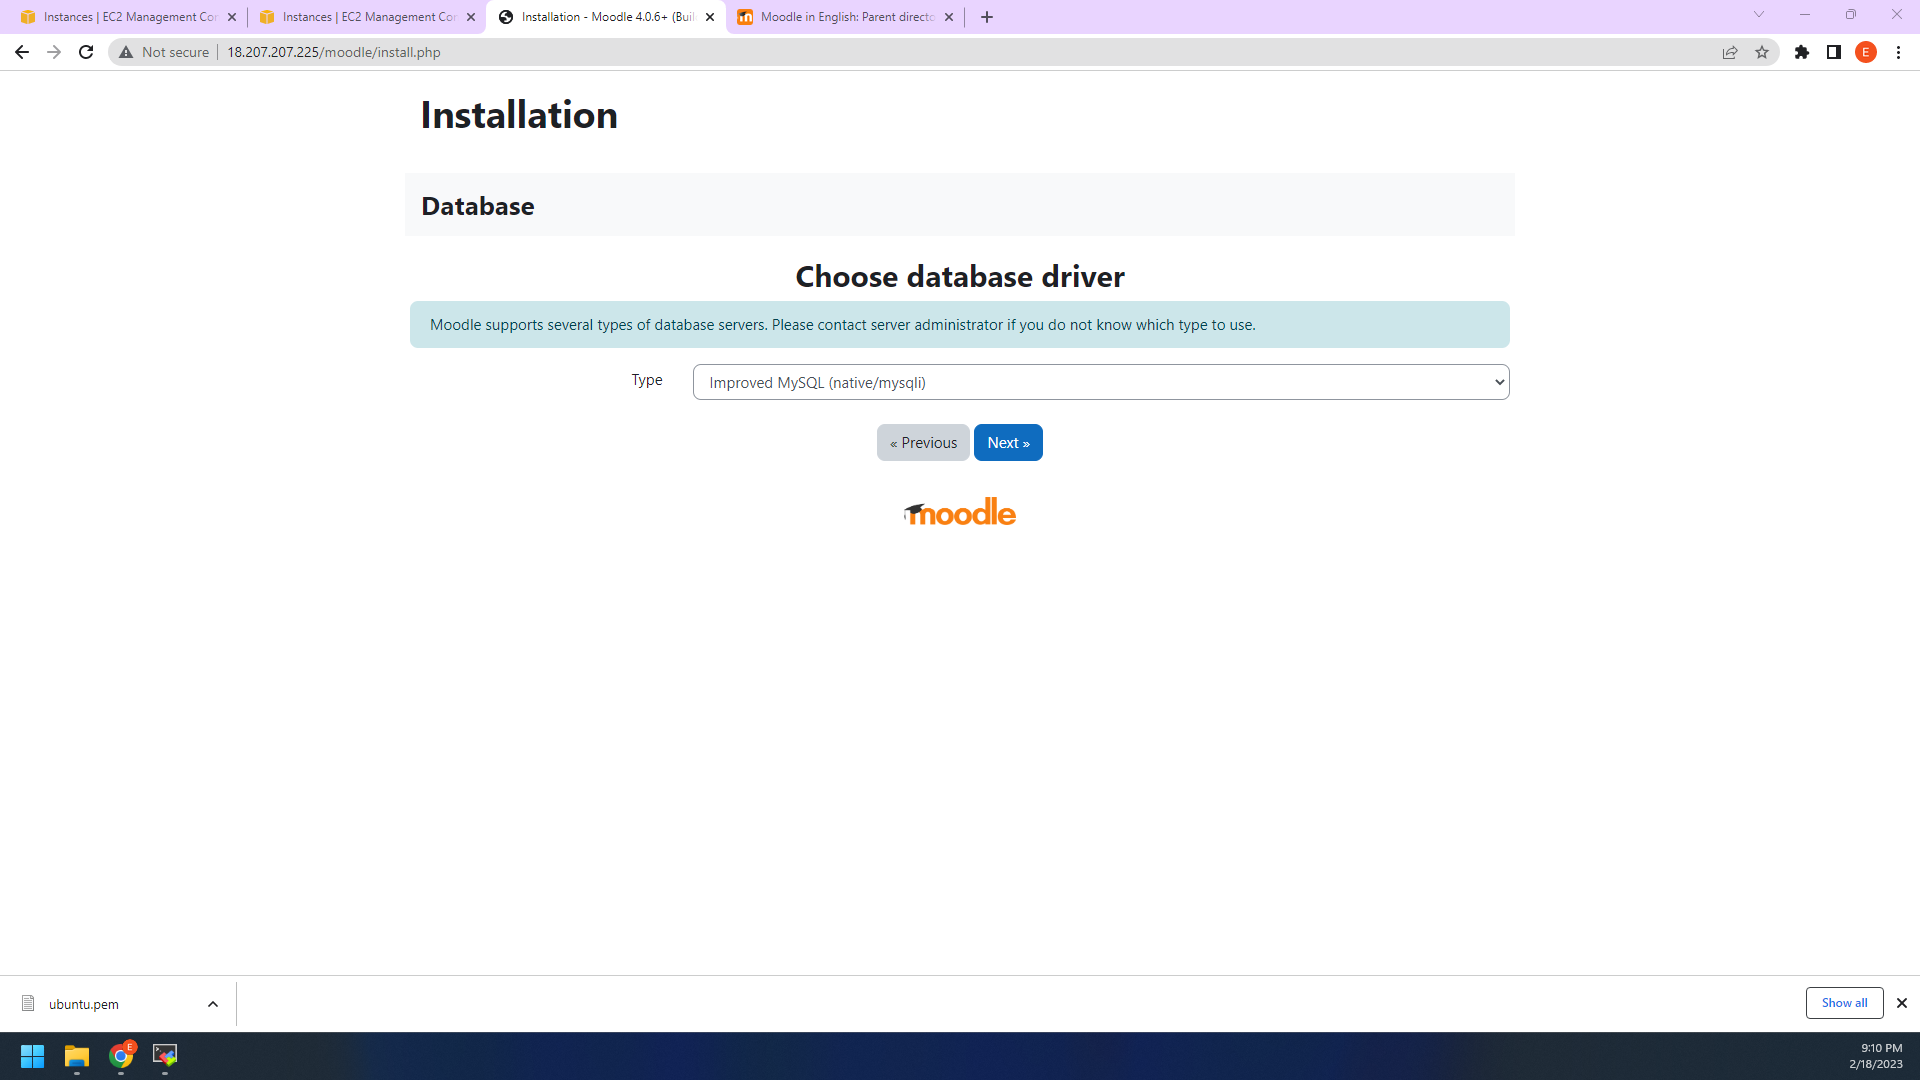 Instances | EC2 Management Con
Instances | EC2 Management Con
Installation - Moodle 4.0.6+ (Buil
Moodle in English: Parent directo
Not secure
18.207.207.225/moodle/install.php
E
Installation
Database
Choose database driver
Moodle supports several types of database servers. Please contact server administrator if you do not know which type to use.
Type
Improved MySQL (native/mysqli)
« Previous
Next »
moodle
ubuntu.pem
Show all
E
9:10 PM
2/18/2023